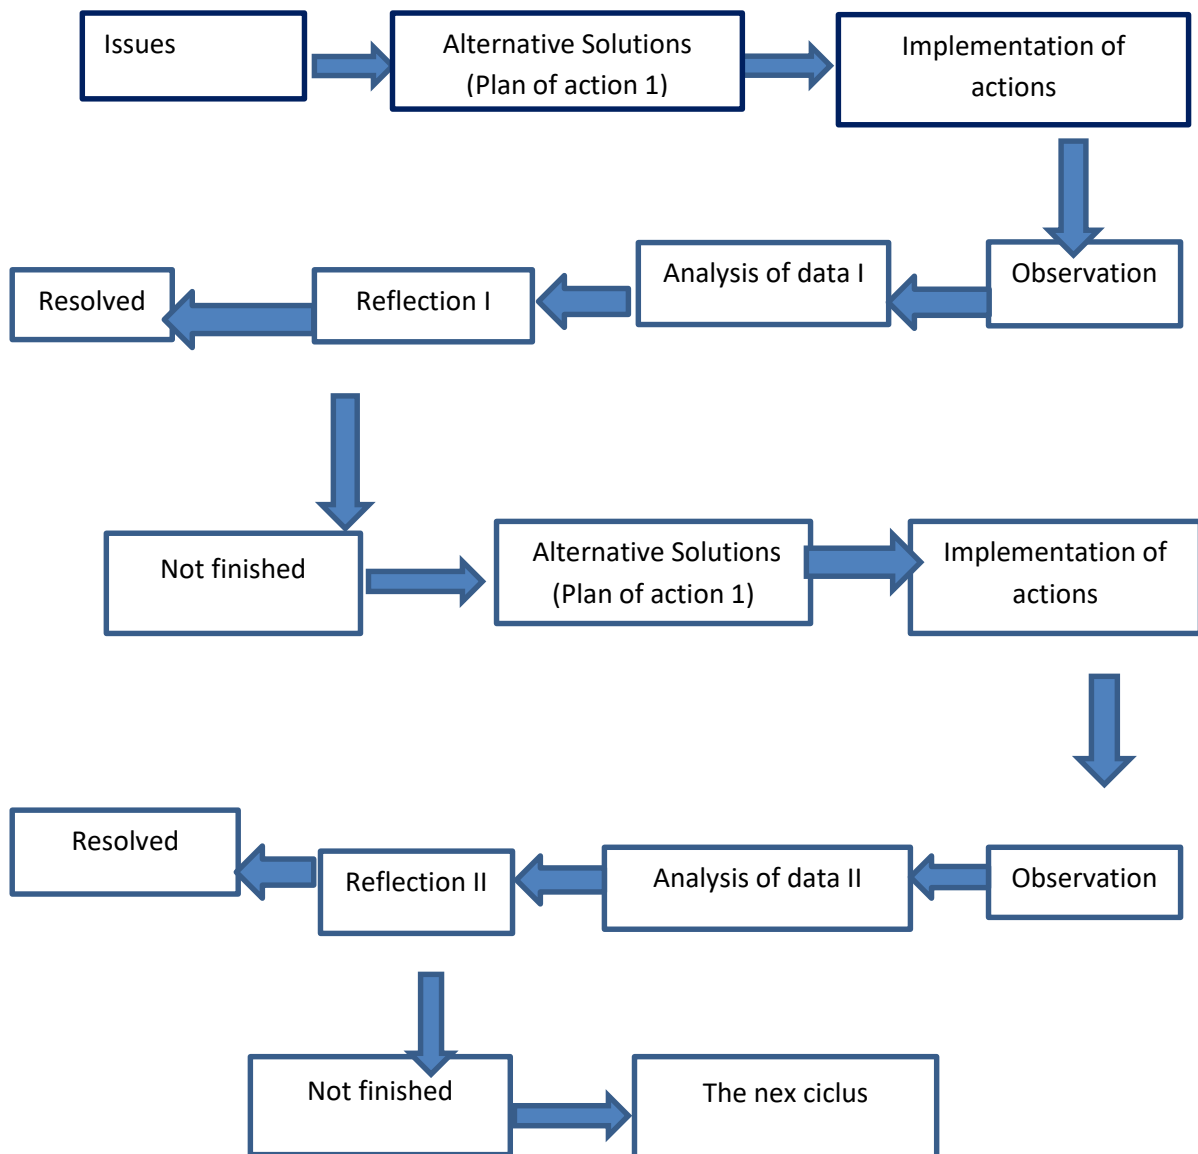 Issues
Alternative Solutions
(Plan of action 1)
Implementation of
actions
Observation
Analysis of data I
Reflection I
Resolved
Not finished
Alternative Solutions
(Plan of action 1)
Implementation of
actions
Observation
Analysis of data II
Reflection II
Resolved
Not finished
The nex ciclus